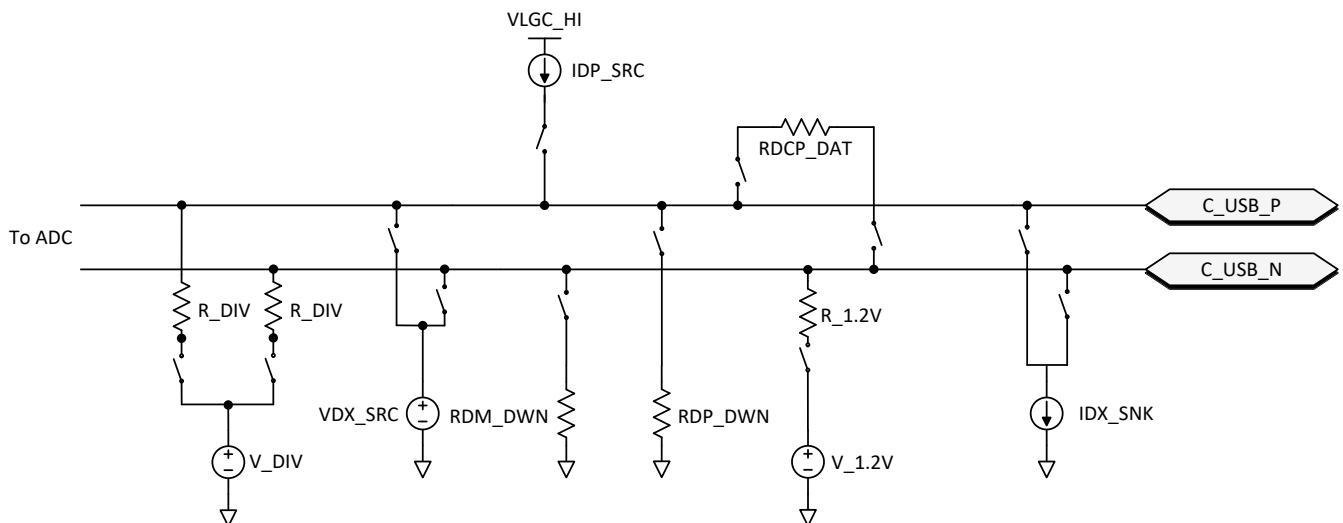 VLGC_HI
IDP_SRC
RDCP_DAT
C_USB_P
To ADC
C_USB_N
R_DIV
R_DIV
R_1.2V
VDX_SRC
RDM_DWN
RDP_DWN
IDX_SNK
V_DIV
V_1.2V